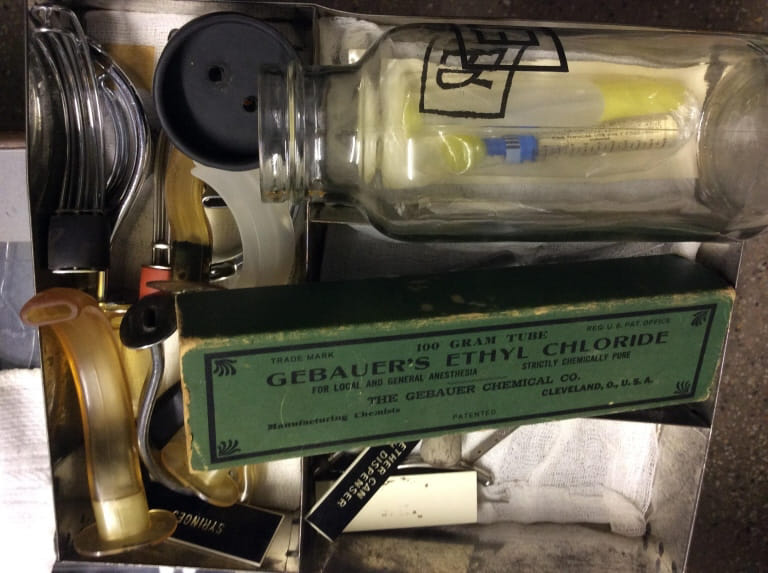 TRADE MARK
100 GRAM TUBE
REG. U.S. PAT. OFFICE
GEBAUER'S ETHYL CHLORIDE
FOR LOCAL AND GENERAL ANESTHESIA
STRICTLY CHEMICALLY PURE
THE GEBAUER CHEMICAL CO.
CLEVELAND, O., U.S.A.
Manufacturing Chemists
PATENTED
ETHER CAN
DISPENSER
SYRINGES